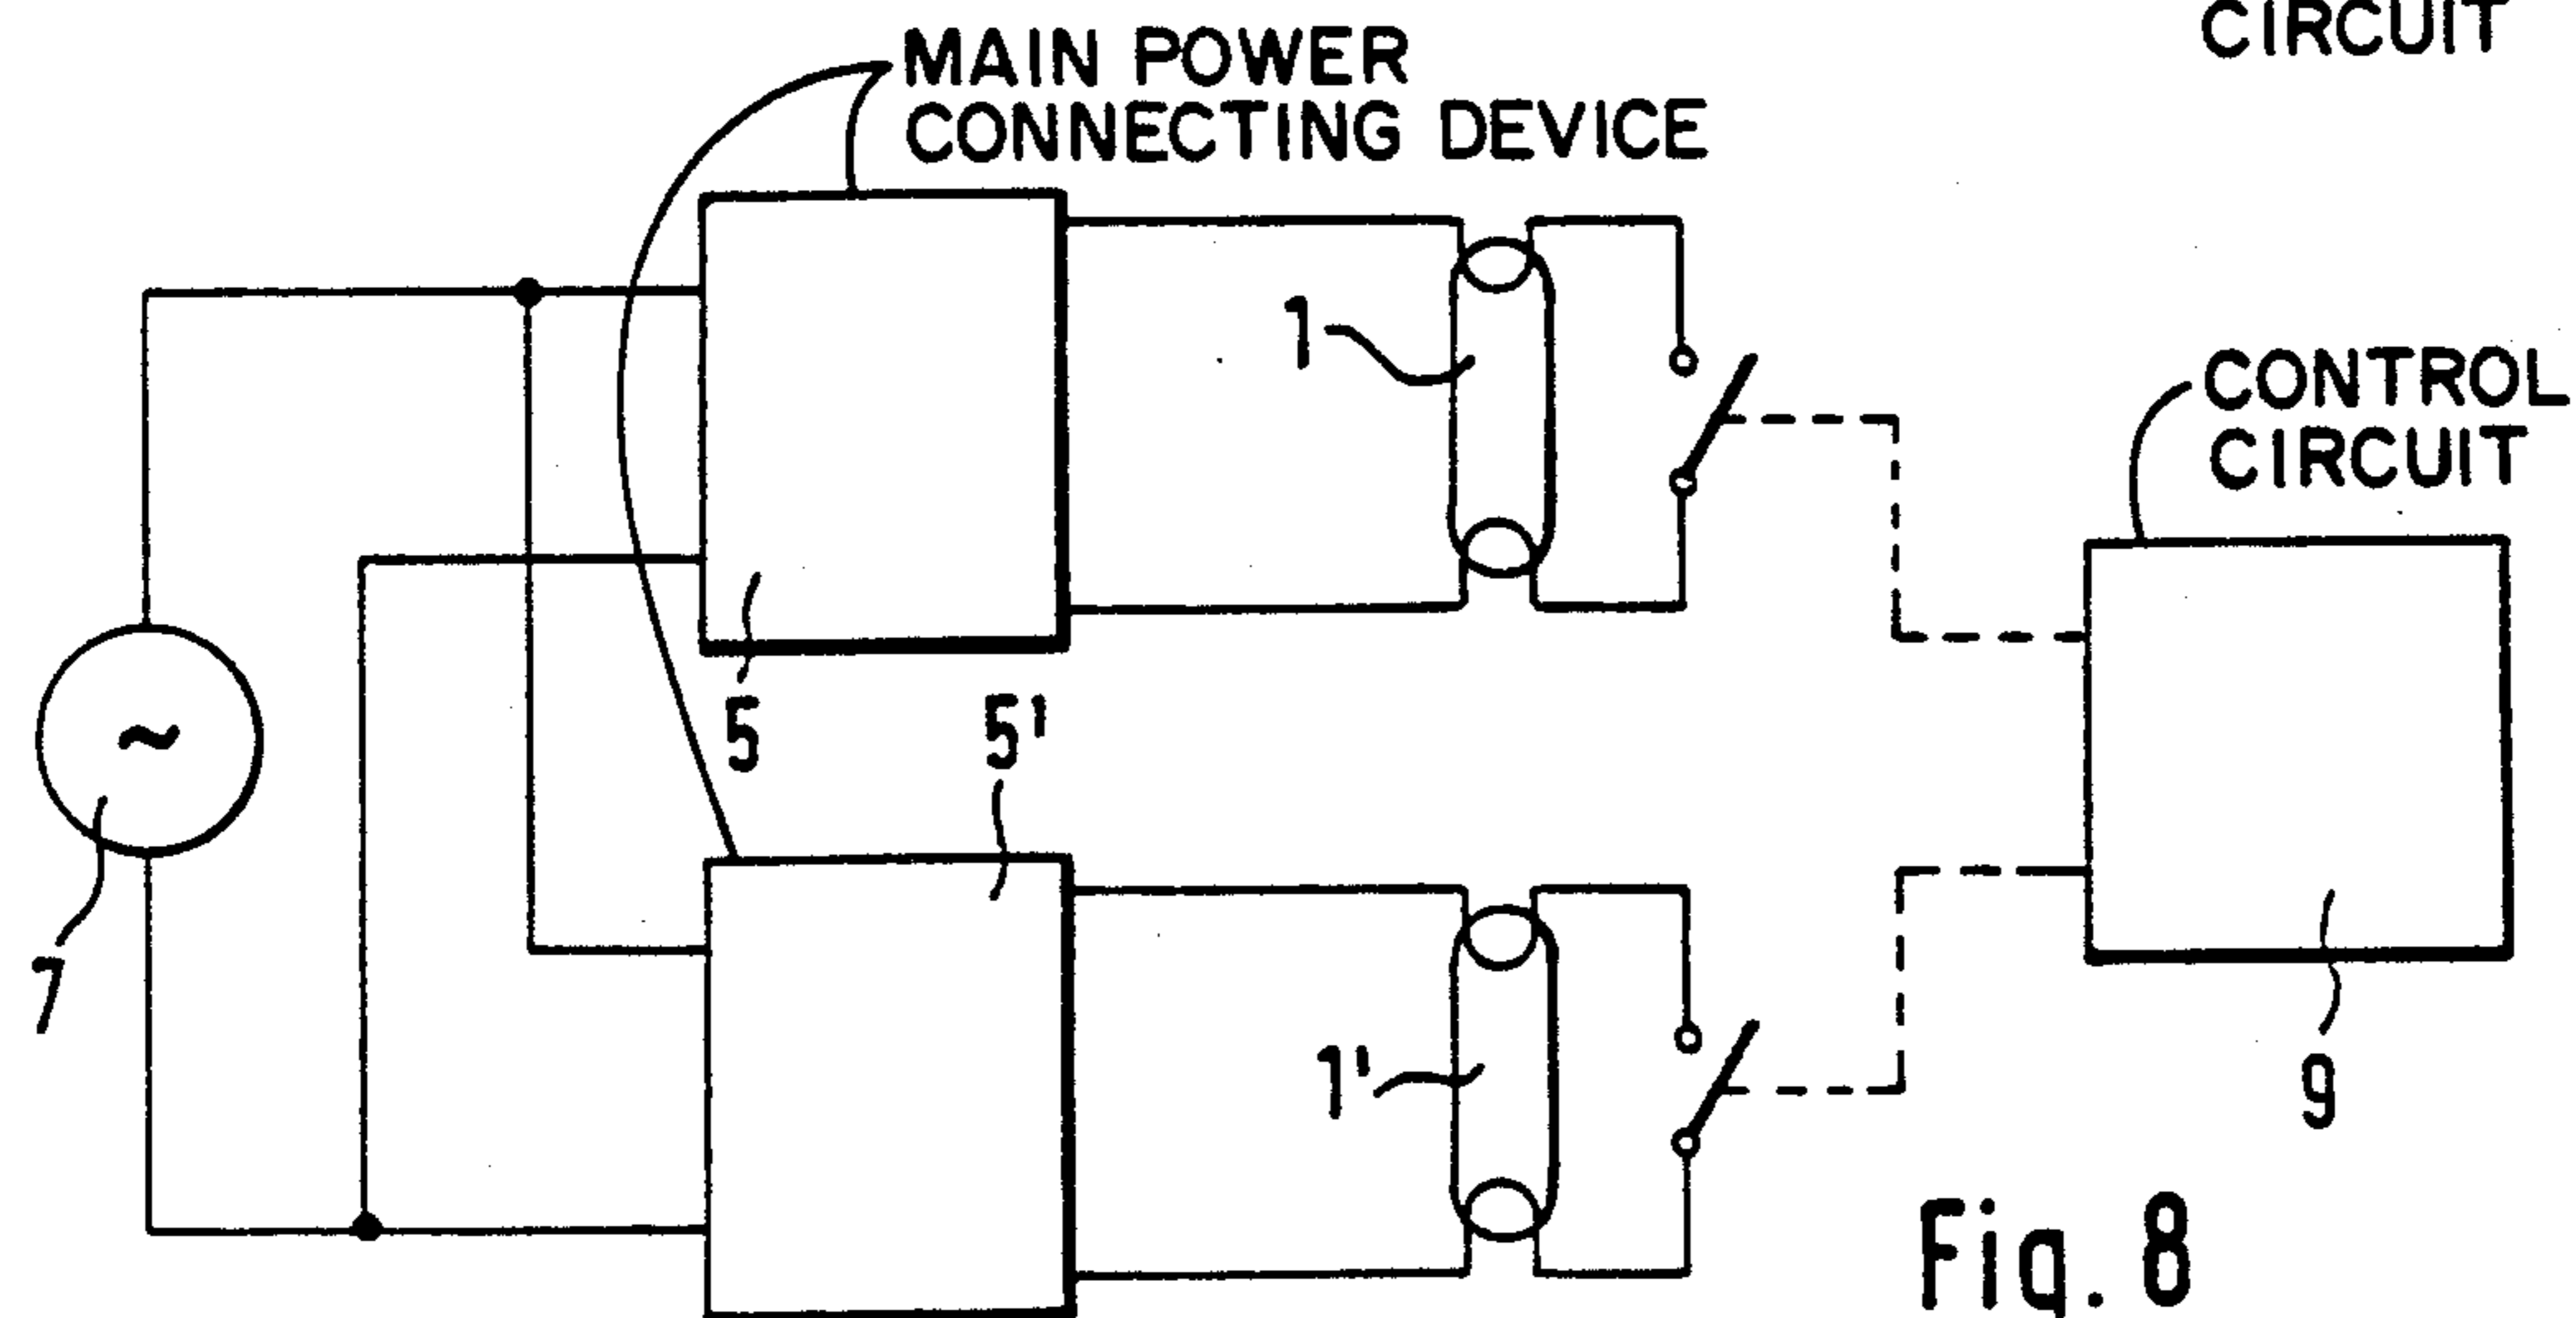 CIRCUIT
MAIN POWER
CONNECTING DEVICE
1
CONTROL
CIRCUIT
5
5'
~
7
1'
9
Fig. 8